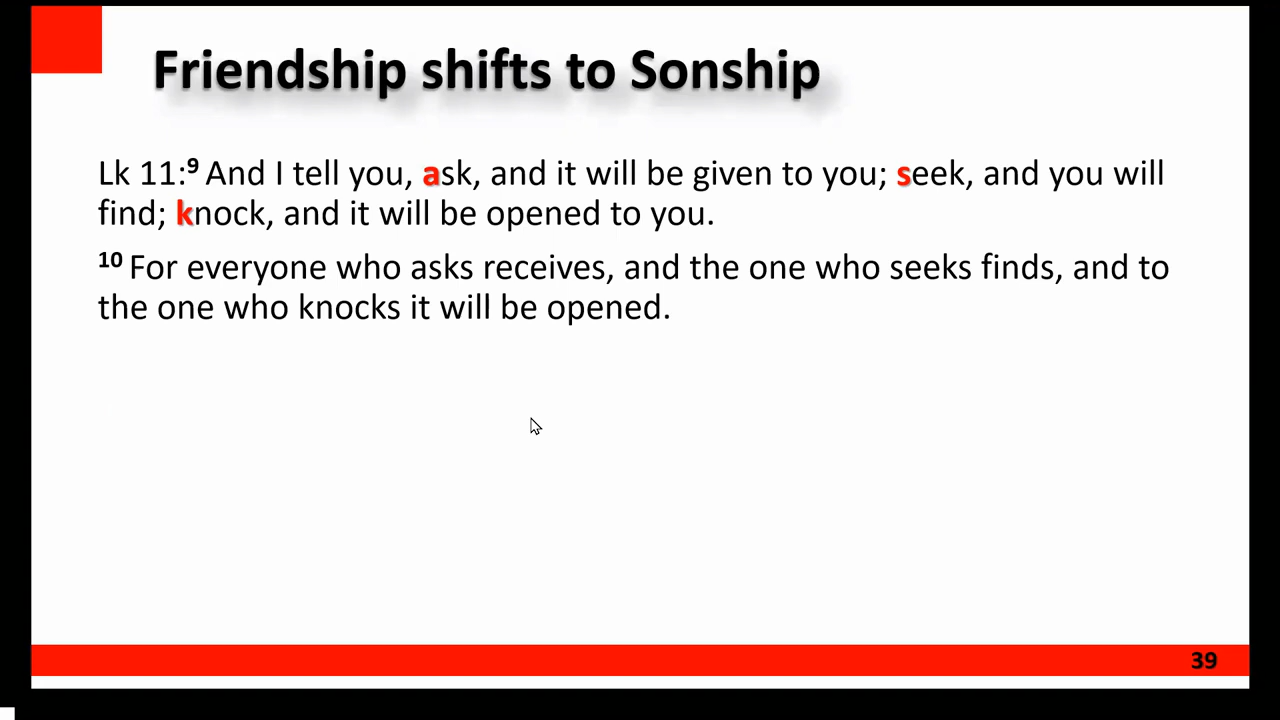 Friendship shifts to Sonship
Lk 11:9 And I tell you, ask, and it will be given to you; seek, and you will
find; knock, and it will be opened to you.
10 For everyone who asks receives, and the one who seeks finds, and to
the one who knocks it will be opened.
39